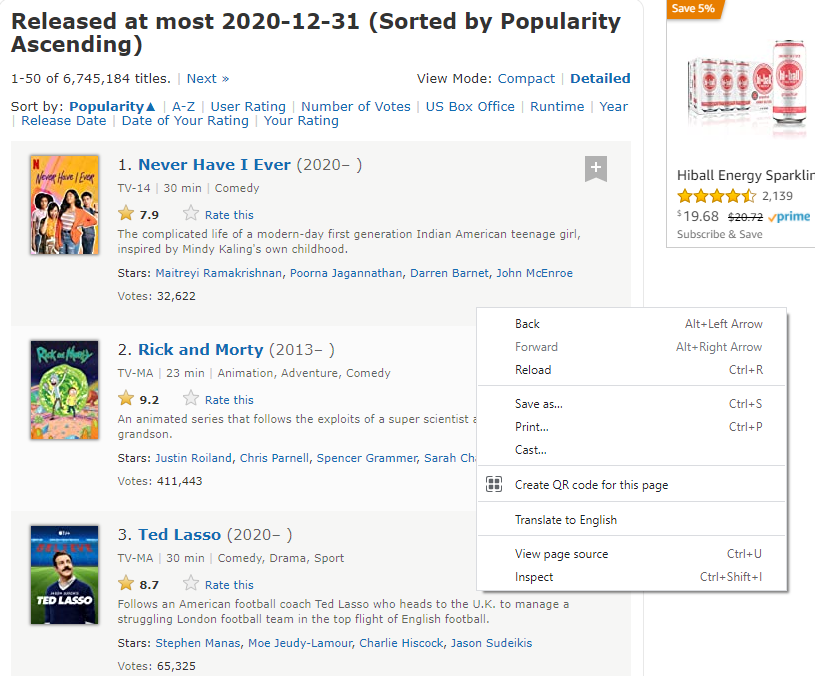 Released at most 2020-12-31 (Sorted by Popularity
Ascending)
1-50 of 6,745,184 titles. | Next »
View Mode: Compact | Detailed
Sort by: Popularity▲ | A-Z | User Rating | Number of Votes | US Box Office | Runtime | Year
| Release Date | Date of Your Rating | Your Rating
N
Never Have I Ever
1. Never Have I Ever (2020– )
TV-14 | 30 min | Comedy
7.9 Rate this
The complicated life of a modern-day first generation Indian American teenage girl,
inspired by Mindy Kaling's own childhood.
Stars: Maitreyi Ramakrishnan, Poorna Jagannathan, Darren Barnet, John McEnroe
Votes: 32,622
Rick and Morty
2. Rick and Morty (2013– )
TV-MA | 23 min | Animation, Adventure, Comedy
9.2 Rate this
An animated series that follows the exploits of a super scientist
grandson.
Stars: Justin Roiland, Chris Parnell, Spencer Grammer, Sarah
Votes: 411,443
TED LASSO
3. Ted Lasso (2020– )
TV-MA | 30 min | Comedy, Drama, Sport
8.7 Rate this
Follows an American football coach Ted Lasso who heads to the U.K. to manage a
struggling London football team in the top flight of English football.
Stars: Stephen Manas, Moe Jeudy-Lamour, Charlie Hiscock, Jason Sudeikis
Votes: 65,325
Back Alt+Left Arrow
Forward Alt+Right Arrow
Reload Ctrl+R
Save as... Ctrl+S
Print... Ctrl+P
Cast...
Create QR code for this page
Translate to English
View page source Ctrl+U
Inspect Ctrl+Shift+I
Save 5%
hi·ball
Hiball Energy Sparklin
2,139
$19.68 $20.72 prime
Subscribe & Save